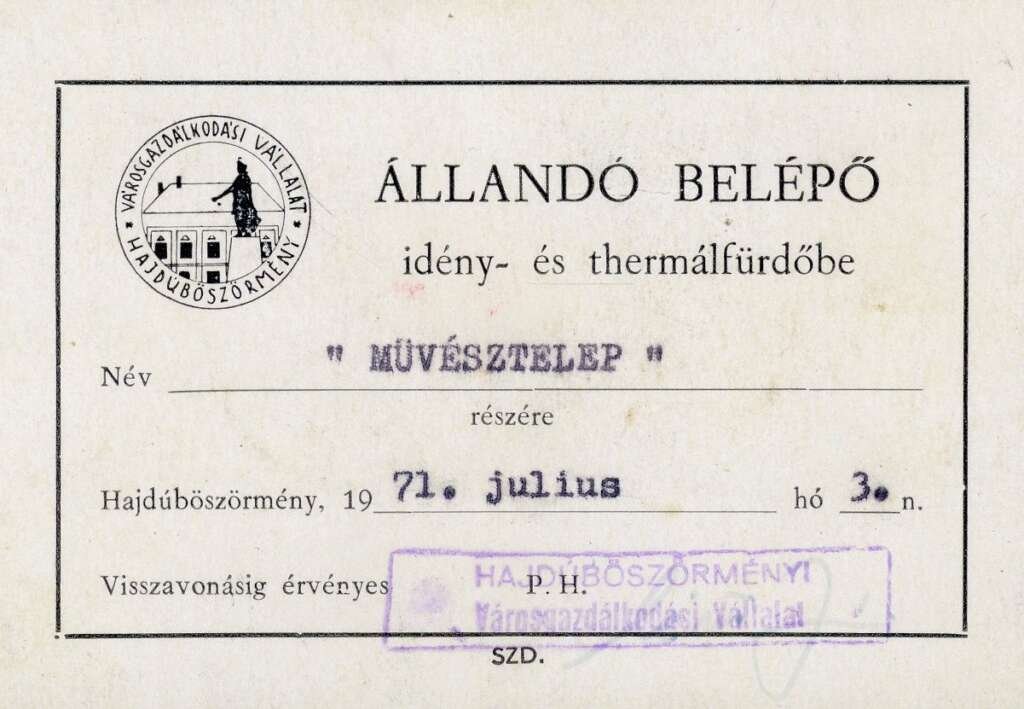 VÁROSGAZDÁLKODÁSI VÁLLALAT
* HAJDÚBÖSZÖRMÉNY *
ÁLLANDÓ BELÉPŐ
idény- és thermálfürdőbe
Név " MÜVÉSZTELEP "
részére
Hajdúböszörmény, 19 71. julius hó 3. n.
Visszavonásig érvényes P. H.
HAJDÚBÖSZÖRMÉNYI
Városgazdálkodási Vállalat
SZD.